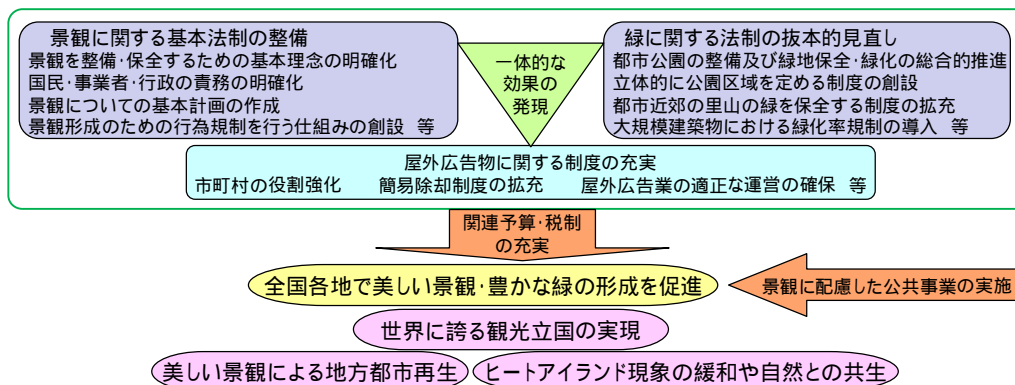 景観に関する基本法制の整備
景観を整備・保全するための基本理念の明確化
国民・事業者・行政の責務の明確化
景観についての基本計画の作成
景観形成のための行為規制を行う仕組みの創設 等
一体的な
効果の
発現
緑に関する法制の抜本的見直し
都市公園の整備及び緑地保全・緑化の総合的推進
立体的に公園区域を定める制度の創設
都市近郊の里山の緑を保全する制度の拡充
大規模建築物における緑化率規制の導入 等
屋外広告物に関する制度の充実
市町村の役割強化 簡易除却制度の拡充 屋外広告業の適正な運営の確保 等
関連予算・税制
の充実
全国各地で美しい景観・豊かな緑の形成を促進
景観に配慮した公共事業の実施
世界に誇る観光立国の実現
美しい景観による地方都市再生
ヒートアイランド現象の緩和や自然との共生